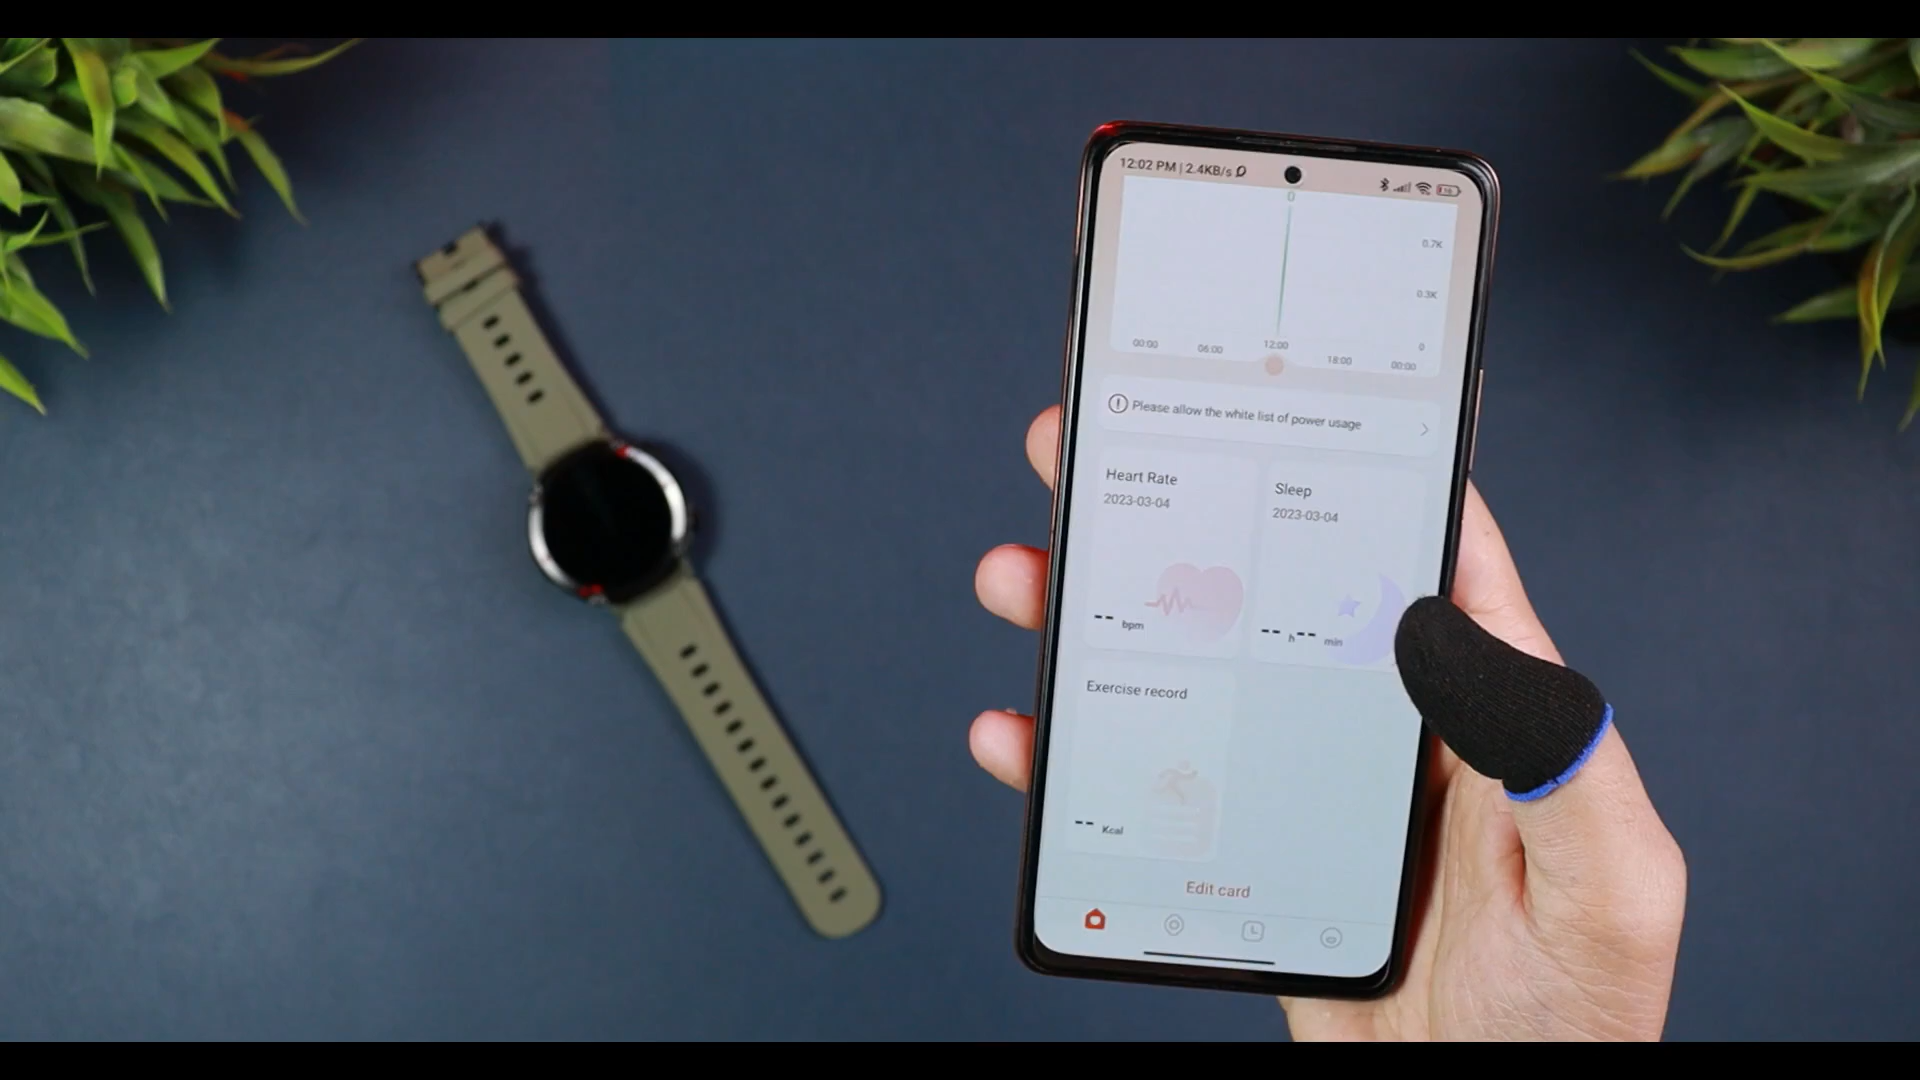 12:02 PM | 2.4KB/s
0
0.7K
0.3K
0
00:00 06:00 12:00 18:00 00:00
Please allow the white list of power usage
Heart Rate
2023-03-04
-- bpm
Sleep
2023-03-04
-- h -- min
Exercise record
-- Kcal
Edit card